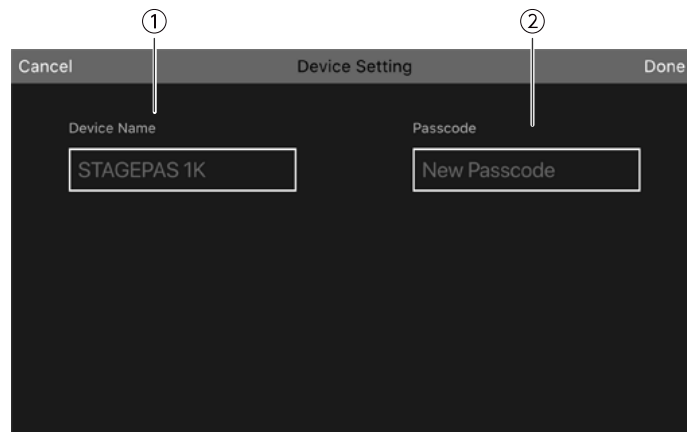 ① ②
Cancel Device Setting Done
Device Name Passcode
STAGEPAS 1K New Passcode